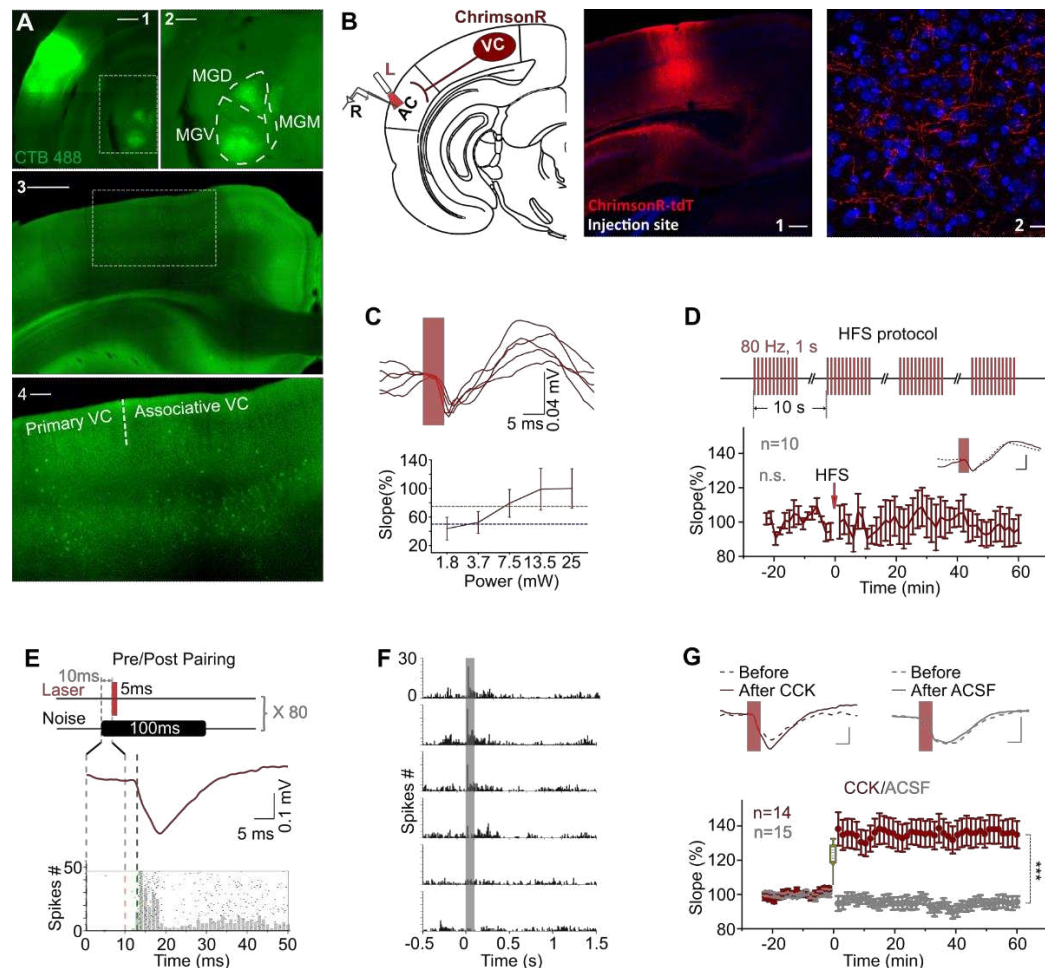 A
1
2
MGD
MGV
MGM
CTB 488
3
4
Primary VC
Associative VC
B
ChrimsonR
VC
L
R
AC
ChrimsonR-tdT
Injection site
1
2
C
5 ms
0.04 mV
Slope(%)
120
100
80
60
40
20
1.8 3.7 7.5 13.5 25
Power (mW)
D
HFS protocol
80 Hz, 1 s
10 s
n=10
n.s.
HFS
Slope(%)
120
100
80
-20 0 20 40 60
Time (min)
E
Pre/Post Pairing
10ms
Laser
5ms
X 80
Noise
100ms
5 ms
0.1 mV
Spikes #
50
0
0 10 20 30 40 50
Time (ms)
F
30
0
Spikes #
-0.5 0 0.5 1 1.5
Time (s)
G
Before
After CCK
Before
After ACSF
CCK/ACSF
n=14
n=15
***
Slope (%)
140
120
100
80
-20 0 20 40 60
Time (min)